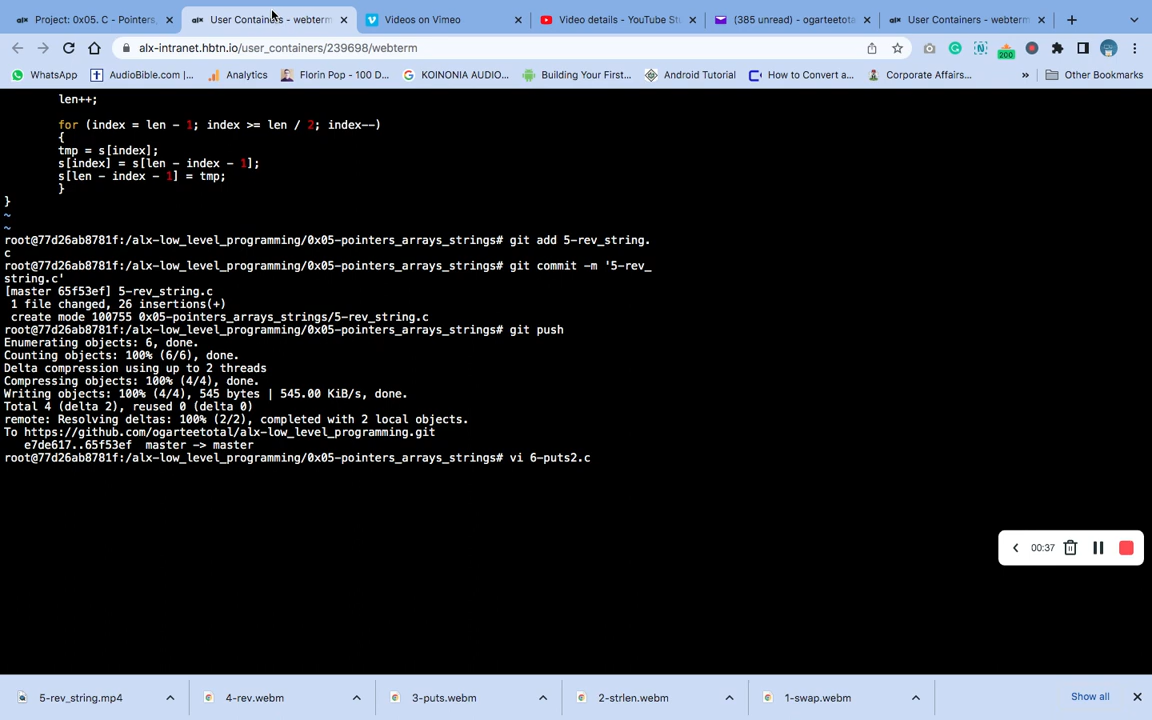 Project: 0x05. C - Pointers,
User Containers - webterm
Videos on Vimeo
Video details - YouTube Stu
(385 unread) - ogarteetota
User Containers - webterm
alx-intranet.hbtn.io/user_containers/239698/webterm
200
WhatsApp
AudioBible.com |...
Analytics
Florin Pop - 100 D...
KOINONIA AUDIO...
Building Your First...
Android Tutorial
How to Convert a...
Corporate Affairs...
»
Other Bookmarks
len++;
for (index = len - 1; index >= len / 2; index--)
{
tmp = s[index];
s[index] = s[len - index - 1];
s[len - index - 1] = tmp;
}
}
~
~
root@77d26ab8781f:/alx-low_level_programming/0x05-pointers_arrays_strings# git add 5-rev_string.
c
root@77d26ab8781f:/alx-low_level_programming/0x05-pointers_arrays_strings# git commit -m '5-rev_
string.c'
[master 65f53ef] 5-rev_string.c
1 file changed, 26 insertions(+)
create mode 100755 0x05-pointers_arrays_strings/5-rev_string.c
root@77d26ab8781f:/alx-low_level_programming/0x05-pointers_arrays_strings# git push
Enumerating objects: 6, done.
Counting objects: 100% (6/6), done.
Delta compression using up to 2 threads
Compressing objects: 100% (4/4), done.
Writing objects: 100% (4/4), 545 bytes | 545.00 KiB/s, done.
Total 4 (delta 2), reused 0 (delta 0)
remote: Resolving deltas: 100% (2/2), completed with 2 local objects.
To https://github.com/ogarteetotal/alx-low_level_programming.git
e7de617..65f53ef  master -> master
root@77d26ab8781f:/alx-low_level_programming/0x05-pointers_arrays_strings# vi 6-puts2.c
00:37
5-rev_string.mp4
4-rev.webm
3-puts.webm
2-strlen.webm
1-swap.webm
Show all